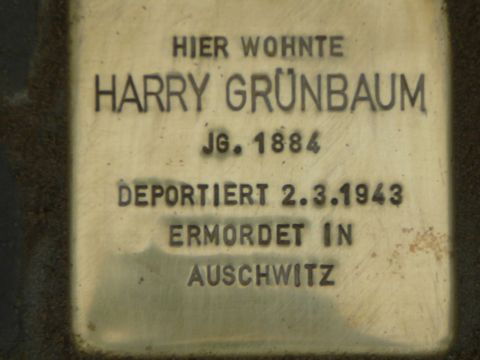 HIER WOHNTE
HARRY GRÜNBAUM
JG. 1884
DEPORTIERT 2.3.1943
ERMORDET IN
AUSCHWITZ